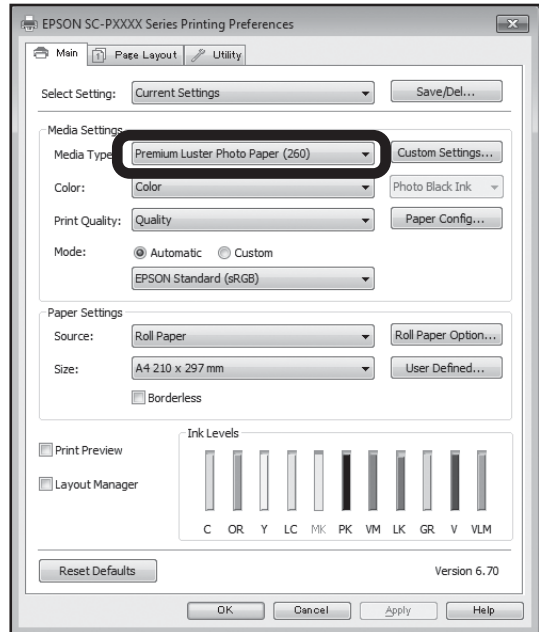 EPSON SC-PXXXX Series Printing Preferences
Main Page Layout Utility
Select Setting: Current Settings Save/Del...
Media Settings
Media Type: Premium Luster Photo Paper (260) Custom Settings...
Color: Color Photo Black Ink
Print Quality: Quality Paper Config...
Mode: Automatic Custom
EPSON Standard (sRGB)
Paper Settings
Source: Roll Paper Roll Paper Option...
Size: A4 210 x 297 mm User Defined...
Borderless
Ink Levels
Print Preview
Layout Manager
C OR Y LC MK PK VM LK GR V VLM
Reset Defaults Version 6.70
OK Cancel Apply Help